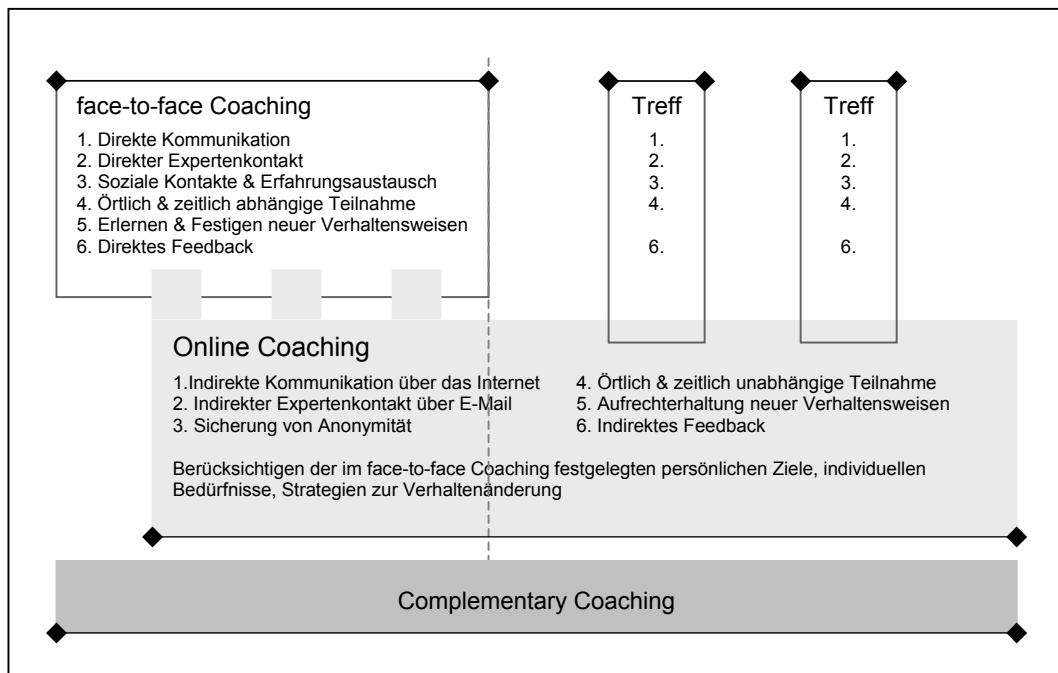 face-to-face Coaching
1. Direkte Kommunikation
2. Direkter Expertenkontakt
3. Soziale Kontakte & Erfahrungsaustausch
4. Örtlich & zeitlich abhängige Teilnahme
5. Erlernen & Festigen neuer Verhaltensweisen
6. Direktes Feedback
Treff
1.
2.
3.
4.
6.
Treff
1.
2.
3.
4.
6.
Online Coaching
1.Indirekte Kommunikation über das Internet
2. Indirekter Expertenkontakt über E-Mail
3. Sicherung von Anonymität
4. Örtlich & zeitlich unabhängige Teilnahme
5. Aufrechterhaltung neuer Verhaltensweisen
6. Indirektes Feedback
Berücksichtigen der im face-to-face Coaching festgelegten persönlichen Ziele, individuellen
Bedürfnisse, Strategien zur Verhaltenänderung
Complementary Coaching